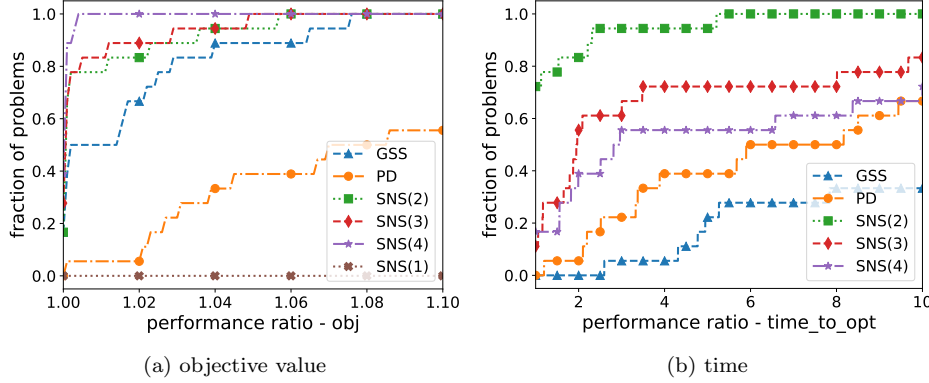 fraction of problems
1.0
0.8
0.6
0.4
0.2
0.0
GSS
PD
SNS(2)
SNS(3)
SNS(4)
SNS(1)
1.00 1.02 1.04 1.06 1.08 1.10
performance ratio - obj
(a) objective value
fraction of problems
1.0
0.8
0.6
0.4
0.2
0.0
GSS
PD
SNS(2)
SNS(3)
SNS(4)
2 4 6 8 10
performance ratio - time_to_opt
(b) time